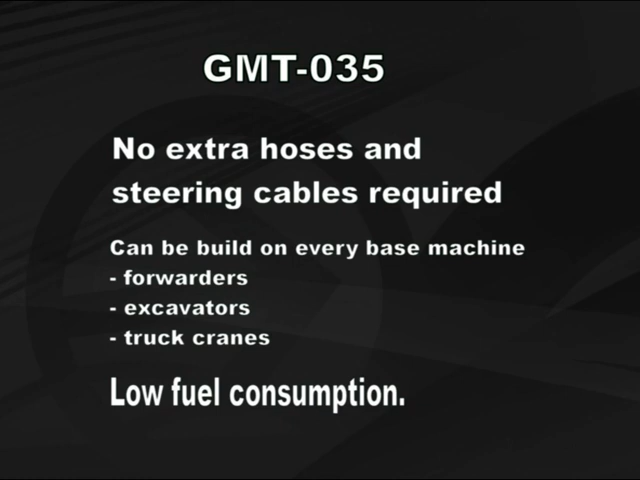 GMT-035
No extra hoses and
steering cables required
Can be build on every base machine
- forwarders
- excavators
- truck cranes
Low fuel consumption.